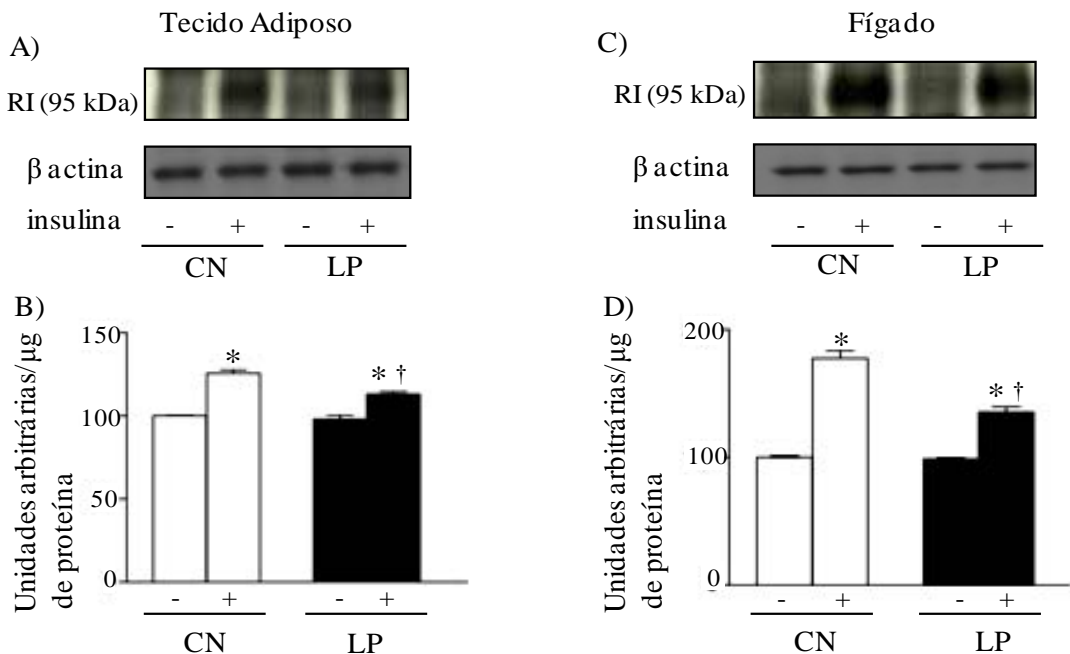 Tecido Adiposo
A)
RI (95 kDa)
β actina
insulina
- + - +
CN LP
B)
Unidades arbitrárias/µg
de proteína
150
100
50
0
*
* †
- + - +
CN LP
Fígado
C)
RI (95 kDa)
β actina
insulina
- + - +
CN LP
D)
Unidades arbitrárias/µg
de proteína
200
100
0
*
* †
- + - +
CN LP